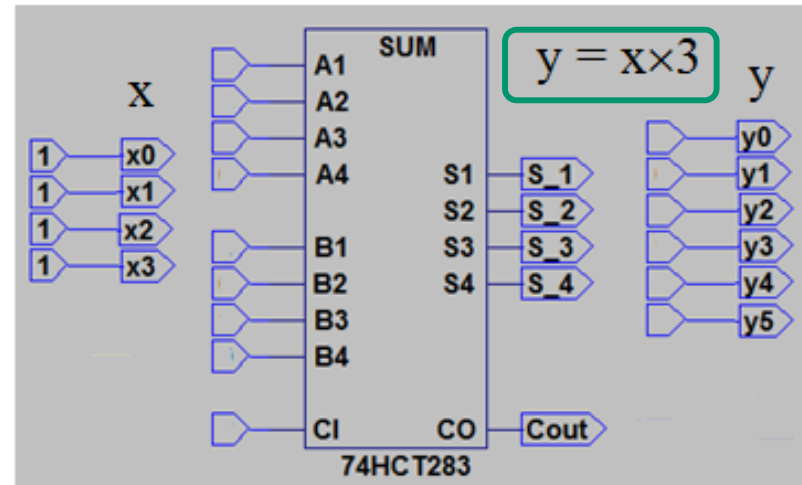 x
1 x0
1 x1
1 x2
1 x3
SUM
A1
A2
A3
A4
B1
B2
B3
B4
CI
S1 S_1
S2 S_2
S3 S_3
S4 S_4
CO Cout
74HCT283
y = x×3
y
y0
y1
y2
y3
y4
y5